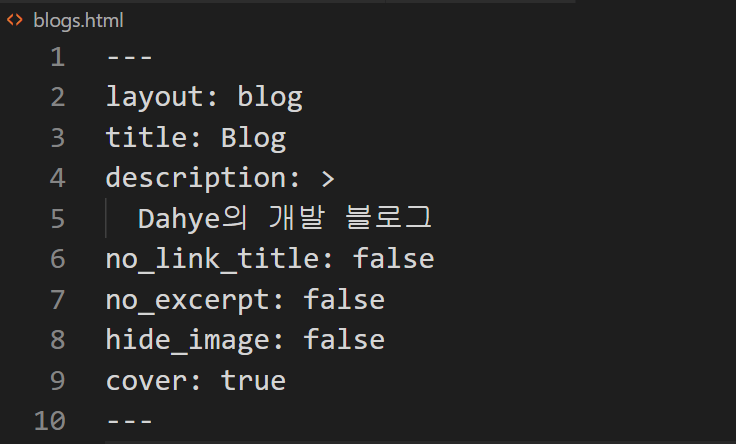 <> blogs.html
1 ---
2 layout: blog
3 title: Blog
4 description: >
5 Dahye의 개발 블로그
6 no_link_title: false
7 no_excerpt: false
8 hide_image: false
9 cover: true
10 ---